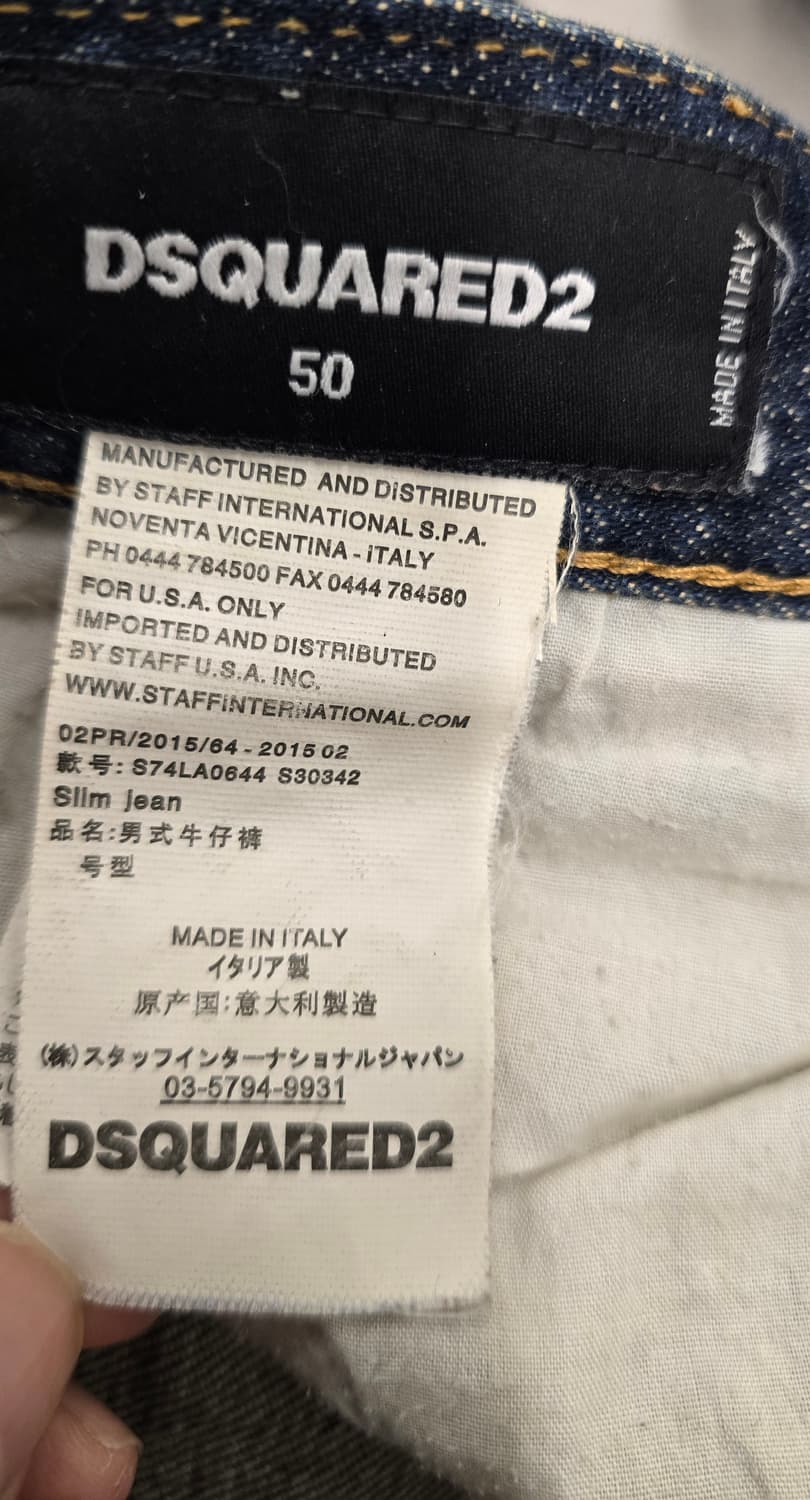 DSQUARED2
50
MADE IN ITALY
MANUFACTURED AND DISTRIBUTED
BY STAFF INTERNATIONAL S.P.A.
NOVENTA VICENTINA - ITALY
PH 0444 784500 FAX 0444 784580
FOR U.S.A. ONLY
IMPORTED AND DISTRIBUTED
BY STAFF U.S.A. INC.
WWW.STAFFINTERNATIONAL.COM
02PR/2015/64 - 2015 02
款号: S74LA0644 S30342
Slim jean
品名:男式牛仔裤
号型
MADE IN ITALY
イタリア製
原产国:意大利製造
(株)スタッフインターナショナルジャパン
03-5794-9931
DSQUARED2